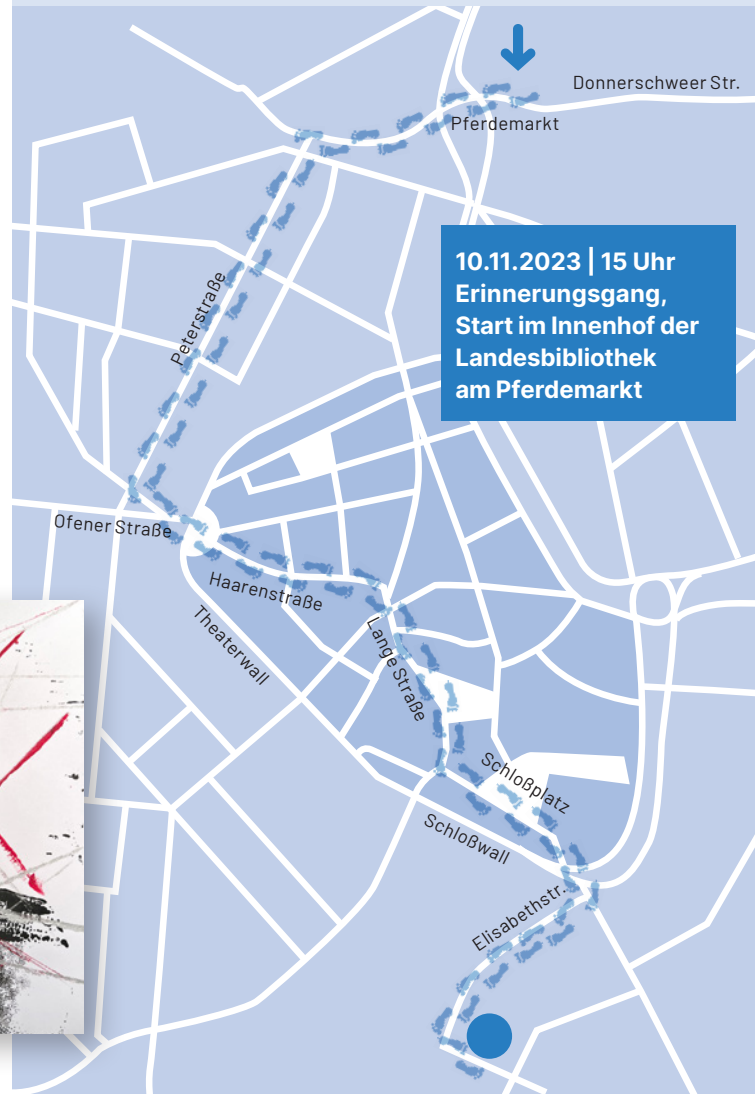 Donnerschweer Str.
Pferdemarkt
10.11.2023 | 15 Uhr
Erinnerungsgang,
Start im Innenhof der
Landesbibliothek
am Pferdemarkt
Peterstraße
Ofener Straße
Haarenstraße
Theaterwall
Lange Straße
Schloßplatz
Schloßwall
Elisabethstr.